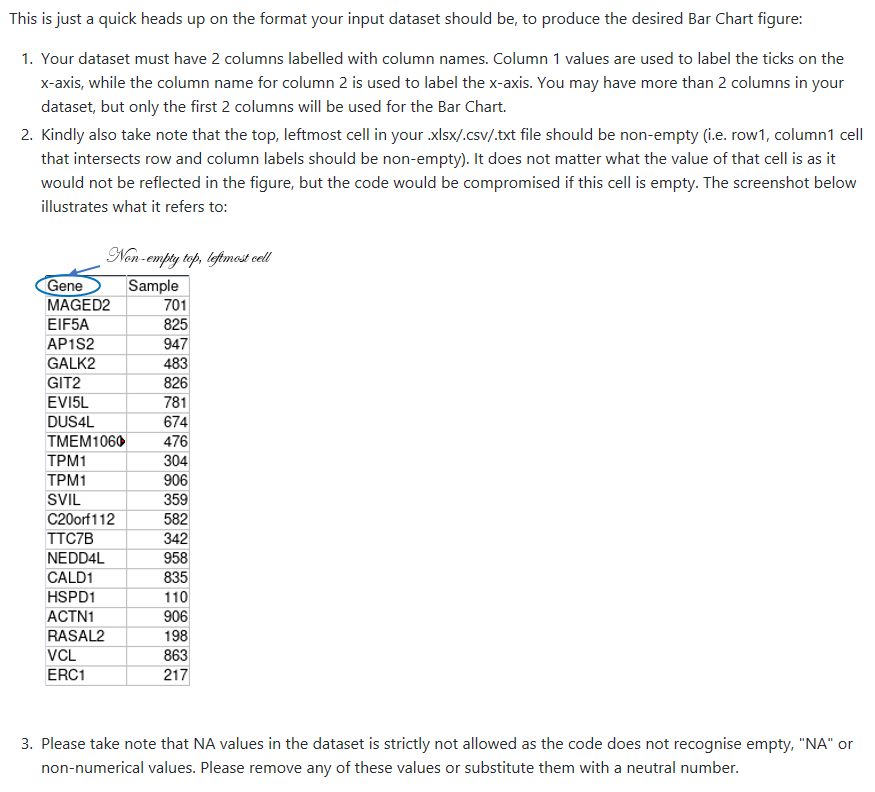 This is just a quick heads up on the format your input dataset should be, to produce the desired Bar Chart figure:
1. Your dataset must have 2 columns labelled with column names. Column 1 values are used to label the ticks on the
x-axis, while the column name for column 2 is used to label the x-axis. You may have more than 2 columns in your
dataset, but only the first 2 columns will be used for the Bar Chart.
2. Kindly also take note that the top, leftmost cell in your .xlsx/.csv/.txt file should be non-empty (i.e. row1, column1 cell
that intersects row and column labels should be non-empty). It does not matter what the value of that cell is as it
would not be reflected in the figure, but the code would be compromised if this cell is empty. The screenshot below
illustrates what it refers to:
Non-empty top, leftmost cell
Gene Sample
MAGED2 701
EIF5A 825
AP1S2 947
GALK2 483
GIT2 826
EVI5L 781
DUS4L 674
TMEM106 476
TPM1 304
TPM1 906
SVIL 359
C20orf112 582
TTC7B 342
NEDD4L 958
CALD1 835
HSPD1 110
ACTN1 906
RASAL2 198
VCL 863
ERC1 217
3. Please take note that NA values in the dataset is strictly not allowed as the code does not recognise empty, "NA" or
non-numerical values. Please remove any of these values or substitute them with a neutral number.